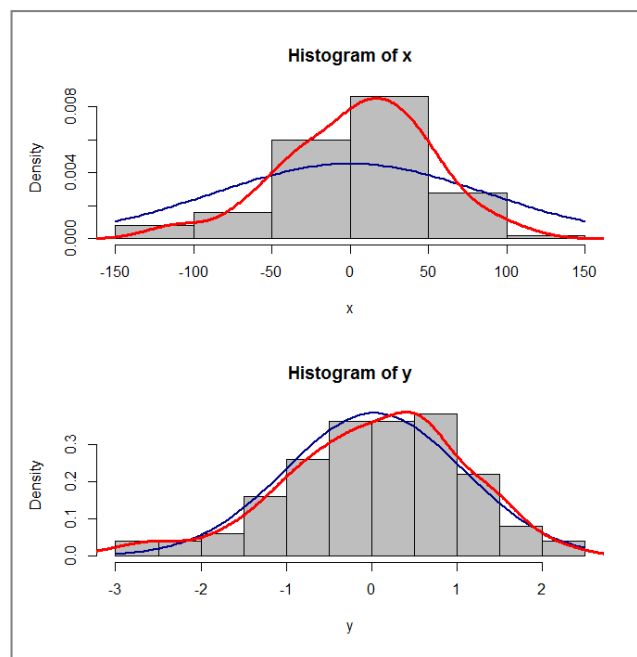 Histogram of x
Density
0.000 0.004 0.008
-150 -100 -50 0 50 100 150
x
Histogram of y
Density
0.0 0.1 0.2 0.3
-3 -2 -1 0 1 2
y